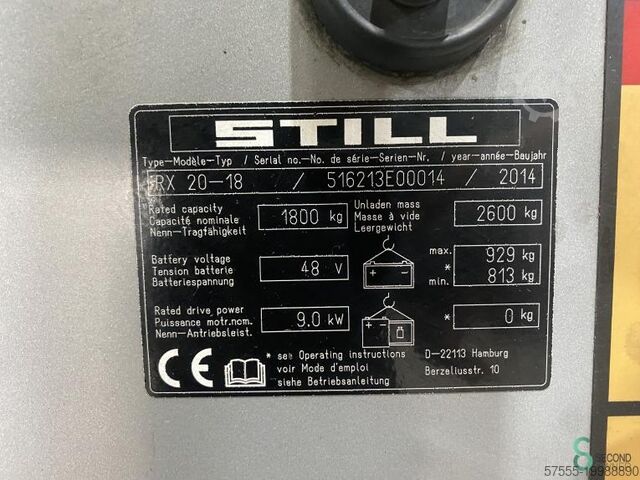 STILL
Type-Modèle-Typ / Serial no.-No. de série-Serien-Nr. / year-année-Baujahr
FRX 20-18 / 516213E00014 / 2014
Rated capacity
Capacité nominale
Nenn-Tragfähigkeit
1800 kg
Unladen mass
Masse à vide
Leergewicht
2600 kg
Battery voltage
Tension batterie
Batteriespannung
48 V
max. 929 kg
*
min. 813 kg
Rated drive power
Puissance motr.nom.
Nenn-Antriebsleist.
9.0 kW
* 0 kg
CE
* see Operating instructions
voir Mode d'emploi
siehe Betriebsanleitung
D-22113 Hamburg
Berzeliusstr. 10
SECOND
57555-19988890